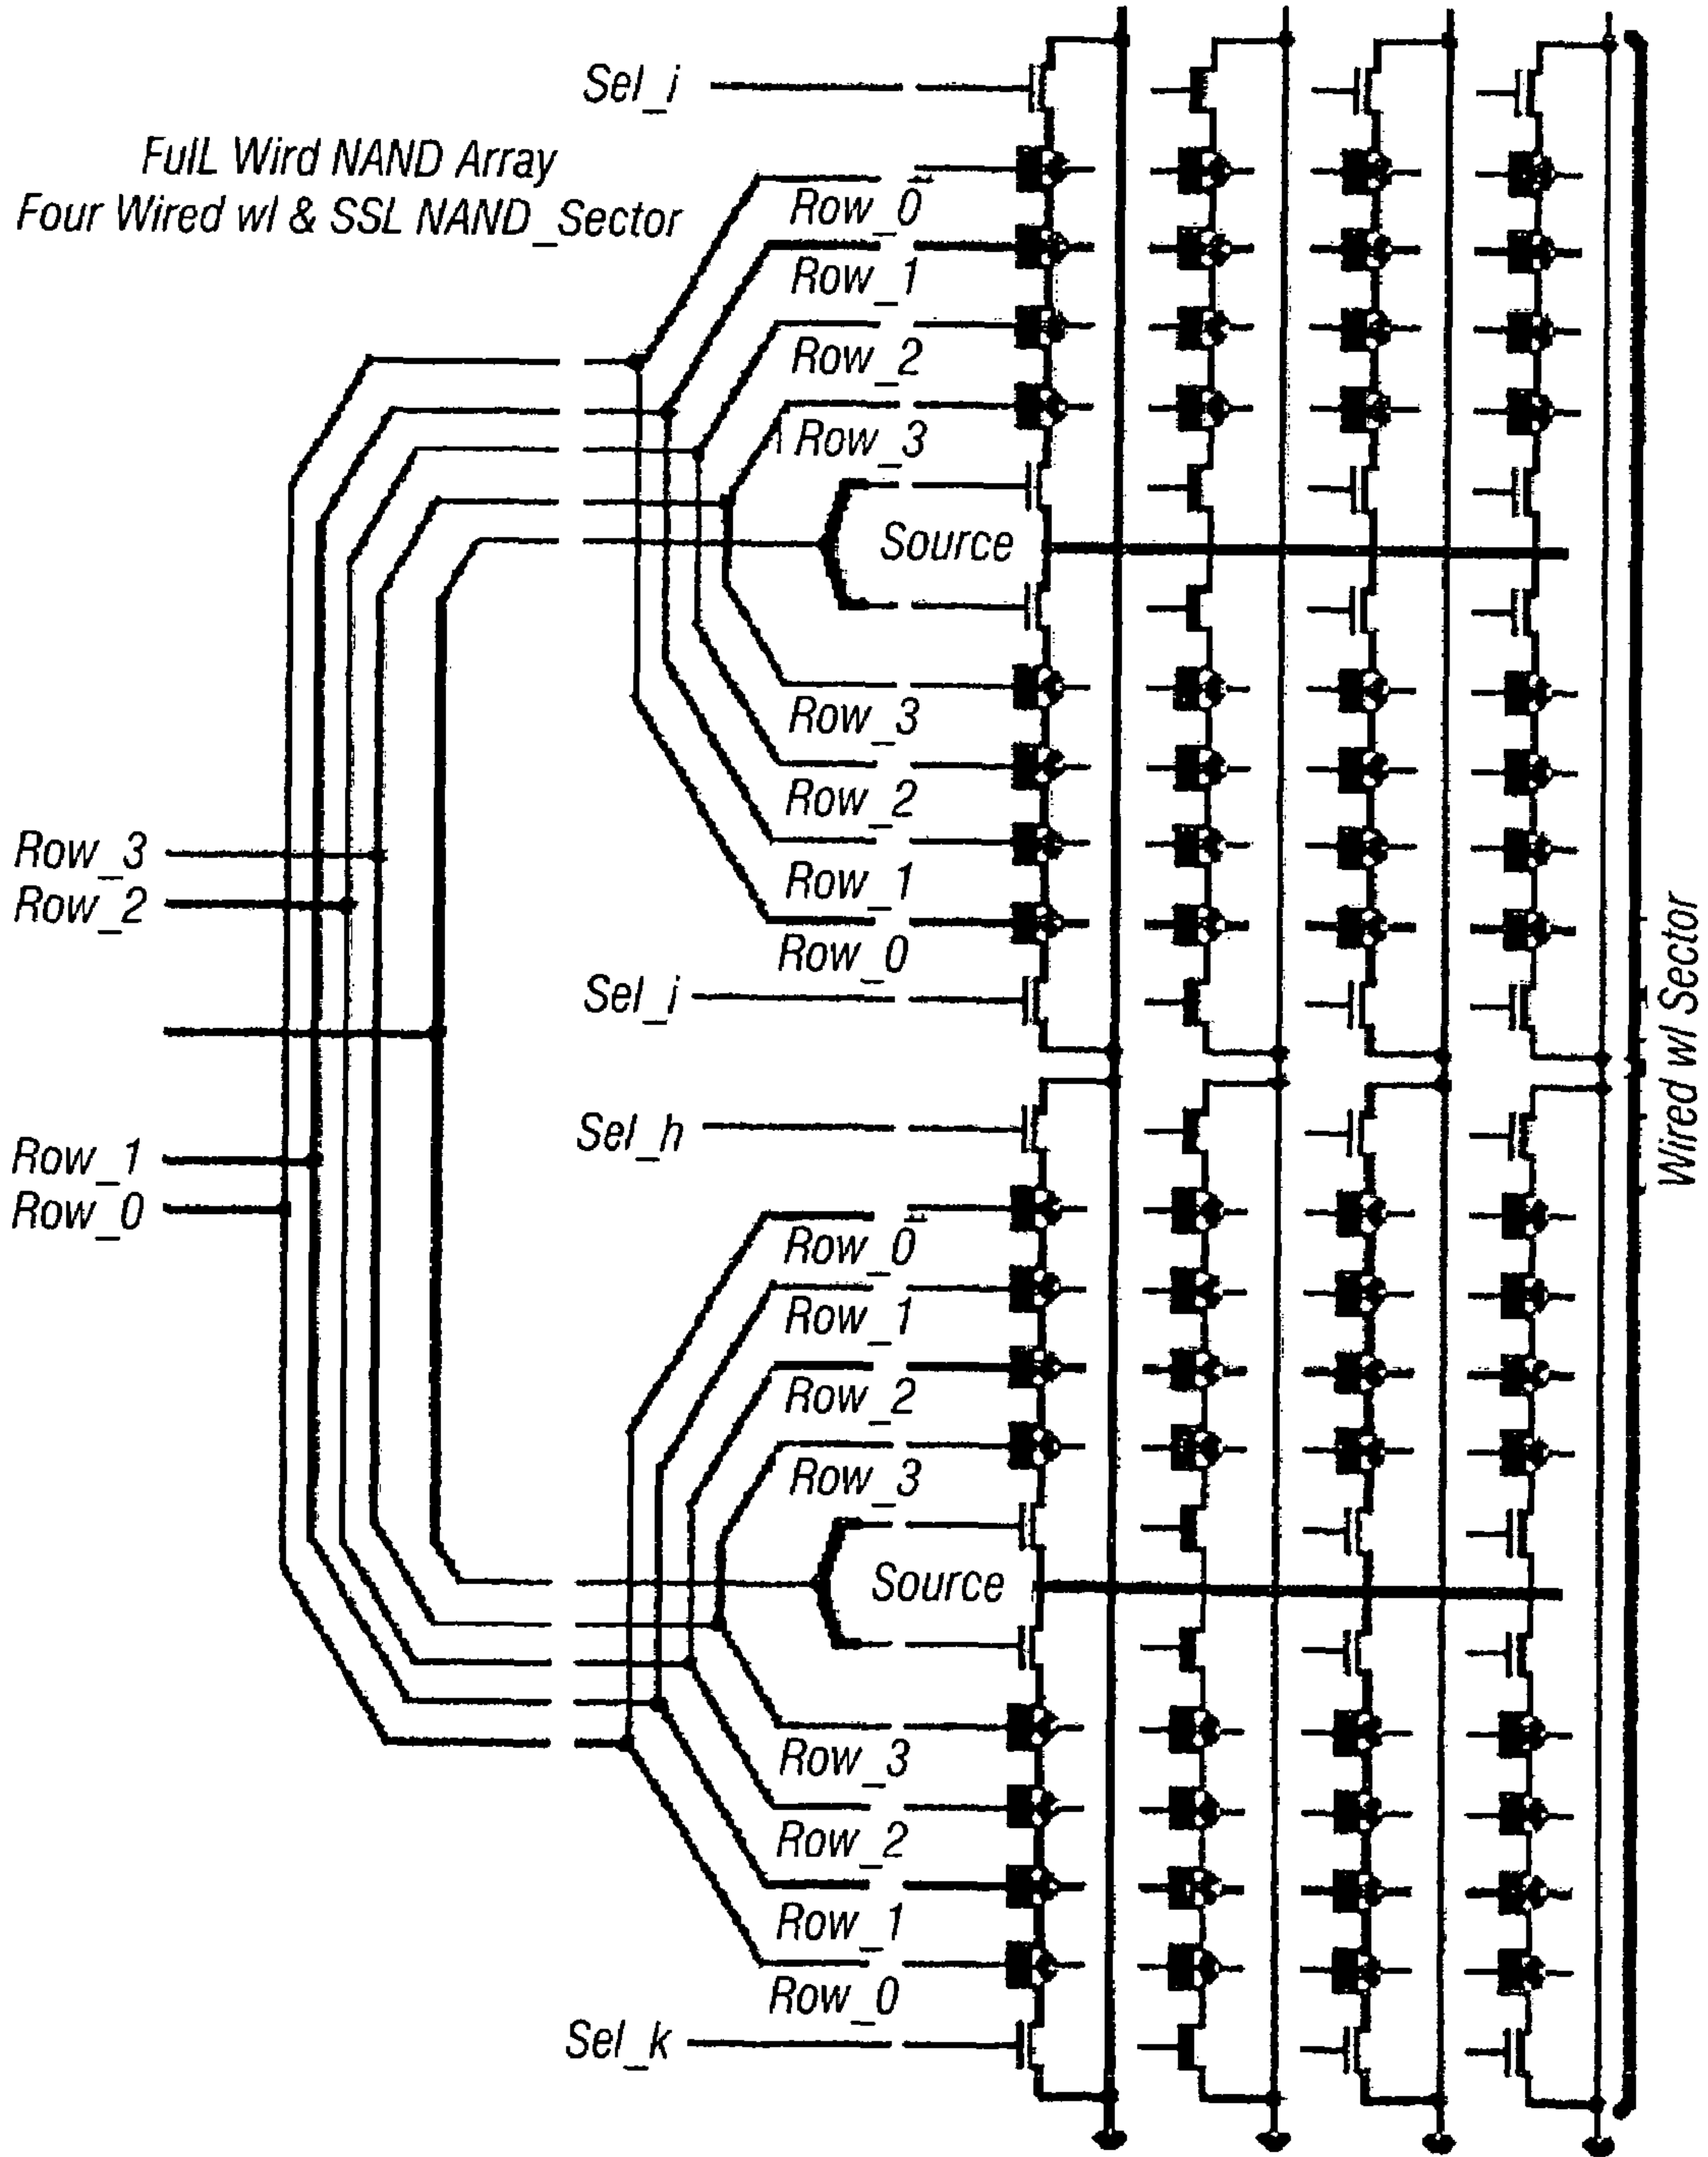 Sel_i
FulL Wird NAND Array
Four Wired wl & SSL NAND_Sector
Row_0
Row_1
Row_2
Row_3
Source
Row_3
Row_2
Row_1
Row_0
Sel_j
Row_3
Row_2
Row_1
Row_0
Wired wl Sector
Sel_h
Row_0
Row_1
Row_2
Row_3
Source
Row_3
Row_2
Row_1
Row_0
Sel_k